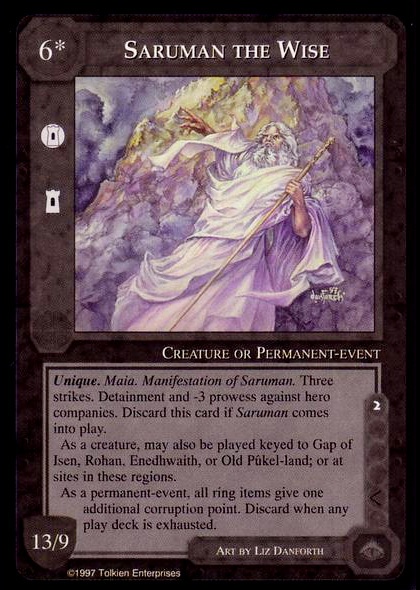 6*
SARUMAN THE WISE
CREATURE OR PERMANENT-EVENT
Unique. Maia. Manifestation of Saruman. Three
strikes. Detainment and -3 prowess against hero
companies. Discard this card if Saruman comes
into play.
As a creature, may also be played keyed to Gap of
Isen, Rohan, Enedhwaith, or Old Pûkel-land; or at
sites in these regions.
As a permanent-event, all ring items give one
additional corruption point. Discard when any
play deck is exhausted.
2
13/9
ART BY LIZ DANFORTH
©1997 Tolkien Enterprises